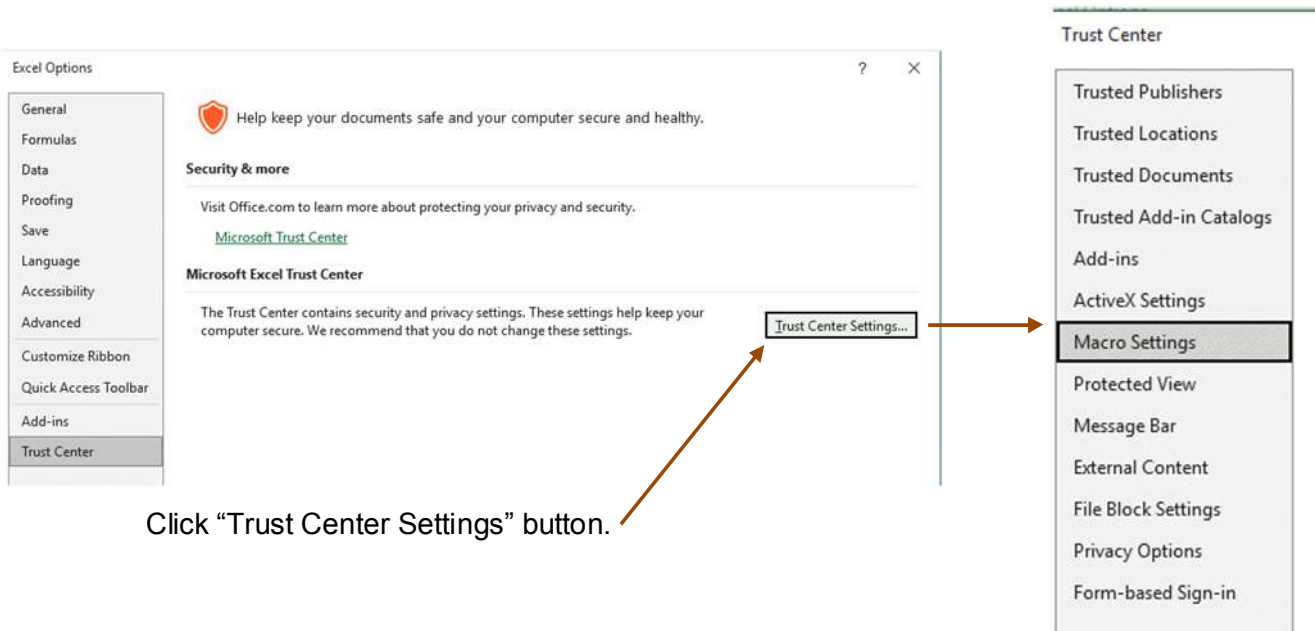 Excel Options
?
×
General
Formulas
Data
Proofing
Save
Language
Accessibility
Advanced
Customize Ribbon
Quick Access Toolbar
Add-ins
Trust Center
Help keep your documents safe and your computer secure and healthy.
Security & more
Visit Office.com to learn more about protecting your privacy and security.
Microsoft Trust Center
Microsoft Excel Trust Center
The Trust Center contains security and privacy settings. These settings help keep your
computer secure. We recommend that you do not change these settings.
Trust Center Settings...
Click “Trust Center Settings” button.
Trust Center
Trusted Publishers
Trusted Locations
Trusted Documents
Trusted Add-in Catalogs
Add-ins
ActiveX Settings
Macro Settings
Protected View
Message Bar
External Content
File Block Settings
Privacy Options
Form-based Sign-in